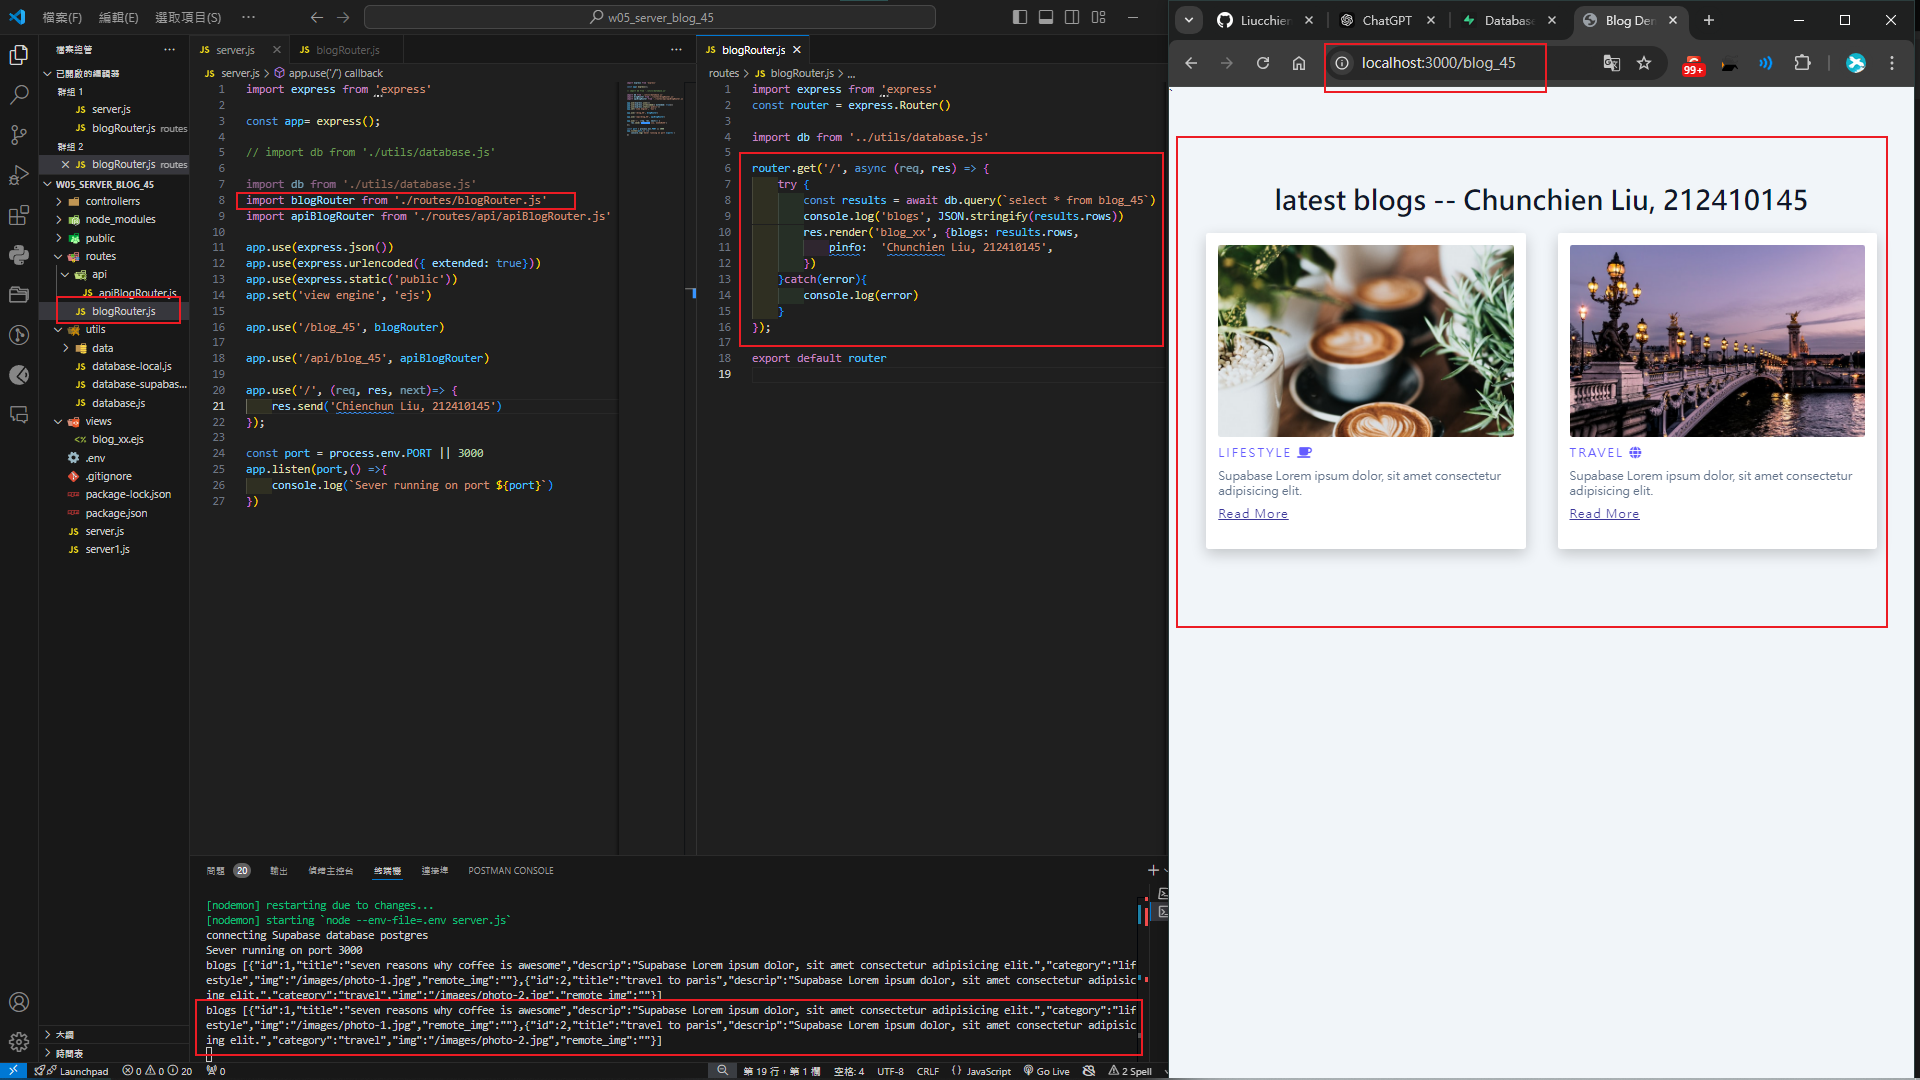 檔案(F) 編輯(E) 選取項目(S) ···
w05_server_blog_45
檔案總管
已開啟的編輯器
群組 1
JS server.js
JS blogRouter.js routes
群組 2
JS blogRouter.js routes
W05_SERVER_BLOG_45
controllerrs
node_modules
public
routes
api
JS apiBlogRouter.js
JS blogRouter.js
utils
data
JS database-local.js
JS database-supabas...
JS database.js
views
<> blog_xx.ejs
.env
.gitignore
package-lock.json
package.json
JS server.js
JS server1.js
大綱
時間表
JS server.js
JS blogRouter.js
JS server.js > app.use('/') callback
1 import express from 'express'
2
3 const app= express();
4
5 // import db from './utils/database.js'
6
7 import db from './utils/database.js'
8 import blogRouter from './routes/blogRouter.js'
9 import apiBlogRouter from './routes/api/apiBlogRouter.js'
10
11 app.use(express.json())
12 app.use(express.urlencoded({ extended: true}))
13 app.use(express.static('public'))
14 app.set('view engine', 'ejs')
15
16 app.use('/blog_45', blogRouter)
17
18 app.use('/api/blog_45', apiBlogRouter)
19
20 app.use('/', (req, res, next)=> {
21 res.send('Chienchun Liu, 212410145')
22 });
23
24 const port = process.env.PORT || 3000
25 app.listen(port,() =>{
26 console.log(`Sever running on port ${port}`)
27 })
JS blogRouter.js
routes > JS blogRouter.js > ...
1 import express from 'express'
2 const router = express.Router()
3
4 import db from '../utils/database.js'
5
6 router.get('/', async (req, res) => {
7 try {
8 const results = await db.query(`select * from blog_45`)
9 console.log('blogs', JSON.stringify(results.rows))
10 res.render('blog_xx', {blogs: results.rows,
11 pinfo: 'Chunchien Liu, 212410145',
12 })
13 }catch(error){
14 console.log(error)
15 }
16 });
17
18 export default router
19
問題 20 輸出 偵錯主控台 終端機 連接埠 POSTMAN CONSOLE
[nodemon] restarting due to changes...
[nodemon] starting `node --env-file=.env server.js`
connecting Supabase database postgres
Sever running on port 3000
blogs [{"id":1,"title":"seven reasons why coffee is awesome","descrip":"Supabase Lorem ipsum dolor, sit amet consectetur adipisicing elit.","category":"lif
estyle","img":"/images/photo-1.jpg","remote_img":""},{"id":2,"title":"travel to paris","descrip":"Supabase Lorem ipsum dolor, sit amet consectetur adipisic
ing elit.","category":"travel","img":"/images/photo-2.jpg","remote_img":""}]
blogs [{"id":1,"title":"seven reasons why coffee is awesome","descrip":"Supabase Lorem ipsum dolor, sit amet consectetur adipisicing elit.","category":"lif
estyle","img":"/images/photo-1.jpg","remote_img":""},{"id":2,"title":"travel to paris","descrip":"Supabase Lorem ipsum dolor, sit amet consectetur adipisic
ing elit.","category":"travel","img":"/images/photo-2.jpg","remote_img":""}]
Launchpad 0 0 20 0
第 19 行，第 1 欄 空格: 4 UTF-8 CRLF {} JavaScript Go Live 2 Spell
Liucchien
ChatGPT
Database
Blog Dem
localhost:3000/blog_45
99+
latest blogs -- Chunchien Liu, 212410145
LIFESTYLE
Supabase Lorem ipsum dolor, sit amet consectetur
adipisicing elit.
Read More
TRAVEL
Supabase Lorem ipsum dolor, sit amet consectetur
adipisicing elit.
Read More